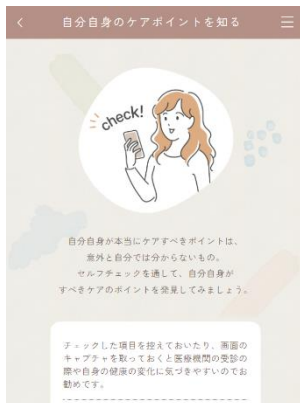 自分自身のケアポイントを知る
check!
自分自身が本当にケアすべきポイントは、
意外と自分では分からないもの。
セルフチェックを通して、自分自身が
すべきケアのポイントを発見してみましょう。
チェックした項目を控えておいたり、画面の
キャプチャを取っておくと医療機関の受診の
際や自身の健康の変化に気づきやすいのでお
勧めです。